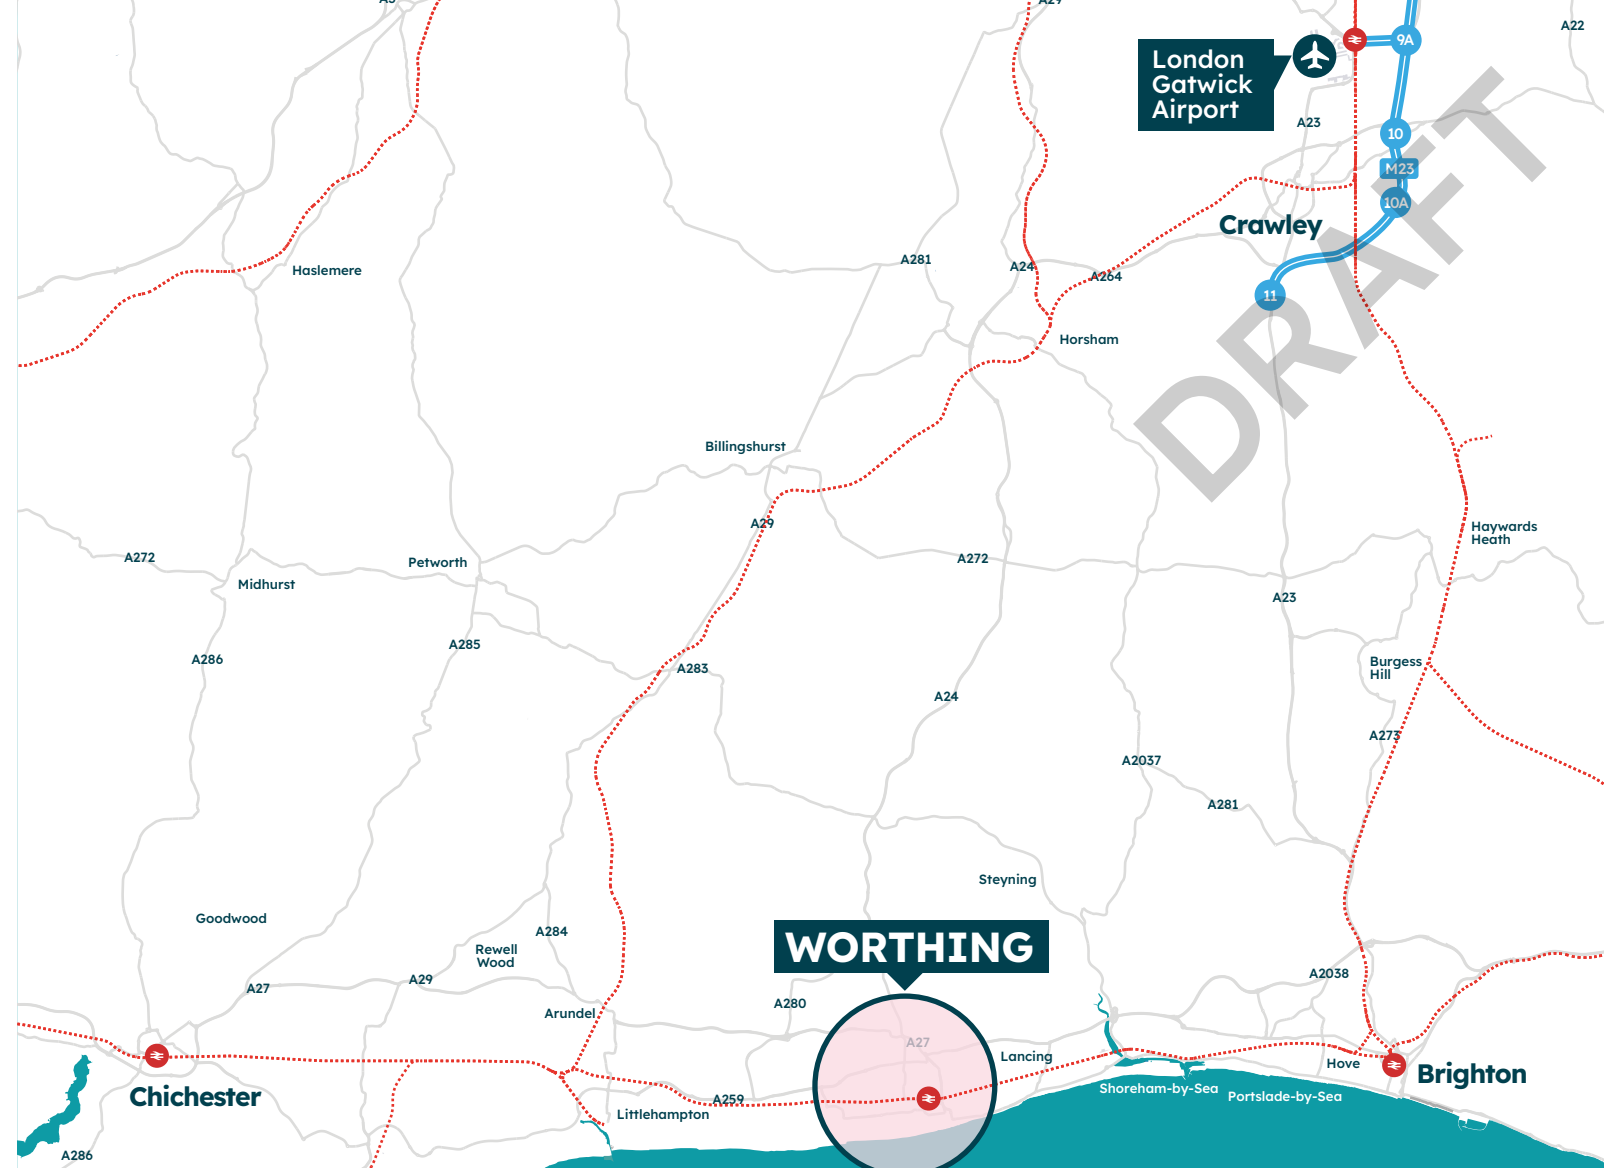 A3
A29
A22
9A
London
Gatwick
Airport
A23
10
M23
10A
Crawley
DRAFT
A281
A24
A264
Haslemere
11
Horsham
Billingshurst
A29
Haywards
Heath
A272
Petworth
A272
Midhurst
A23
A285
A286
A283
Burgess
Hill
A24
A273
A2037
A281
Steyning
Goodwood
A284
Rewell
Wood
WORTHING
A29
A27
A280
A2038
Arundel
A27
Lancing
Hove
Brighton
Chichester
A259
Shoreham-by-Sea
Portslade-by-Sea
Littlehampton
A286